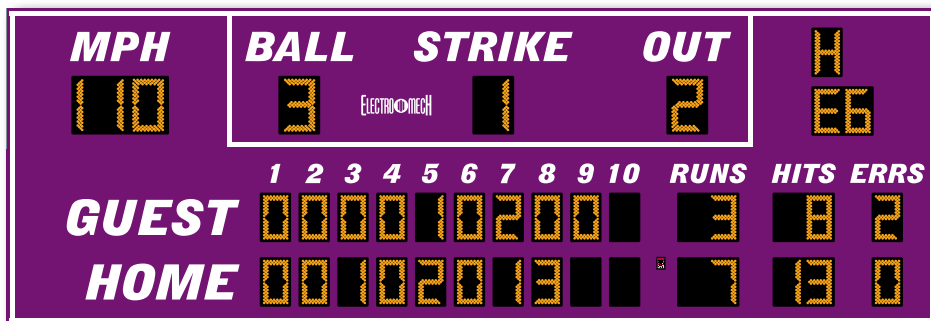 MPH BALL STRIKE OUT H
110 3 ELECTRO MECH 1 2 E6
1 2 3 4 5 6 7 8 9 10 RUNS HITS ERRS
GUEST 0 0 0 0 1 0 2 0 0 3 8 2
HOME 0 0 1 0 2 0 1 3 7 13 0